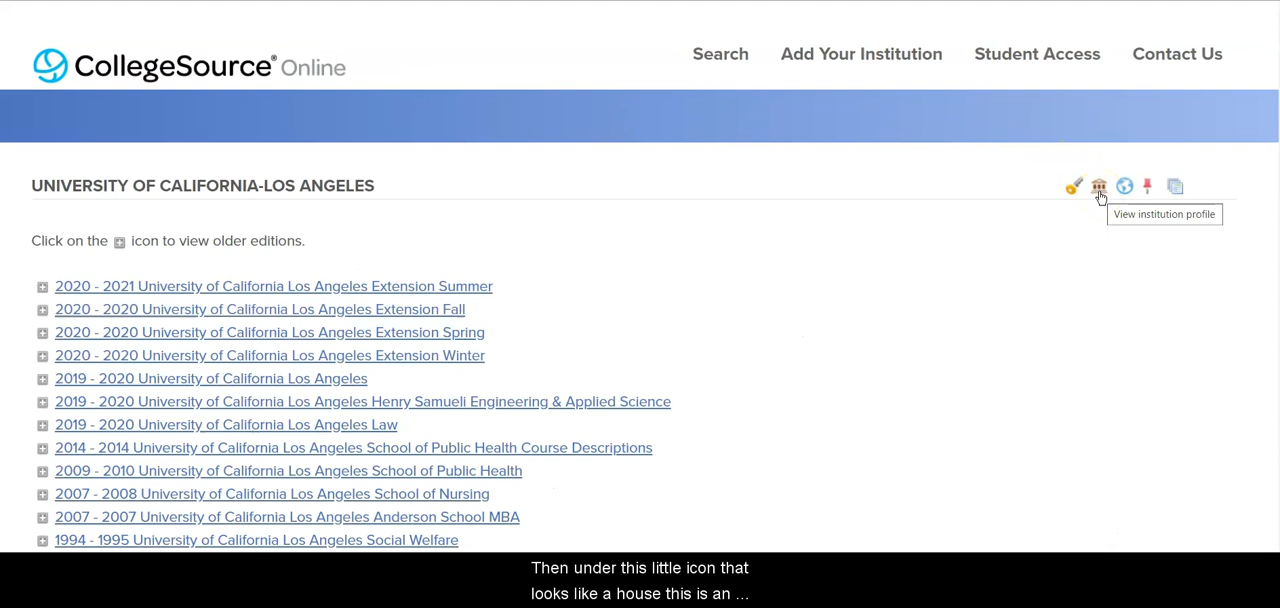 CollegeSource® Online
Search Add Your Institution Student Access Contact Us
UNIVERSITY OF CALIFORNIA-LOS ANGELES
View institution profile
Click on the icon to view older editions.
2020 - 2021 University of California Los Angeles Extension Summer
2020 - 2020 University of California Los Angeles Extension Fall
2020 - 2020 University of California Los Angeles Extension Spring
2020 - 2020 University of California Los Angeles Extension Winter
2019 - 2020 University of California Los Angeles
2019 - 2020 University of California Los Angeles Henry Samueli Engineering & Applied Science
2019 - 2020 University of California Los Angeles Law
2014 - 2014 University of California Los Angeles School of Public Health Course Descriptions
2009 - 2010 University of California Los Angeles School of Public Health
2007 - 2008 University of California Los Angeles School of Nursing
2007 - 2007 University of California Los Angeles Anderson School MBA
1994 - 1995 University of California Los Angeles Social Welfare
Then under this little icon that
looks like a house this is an ...